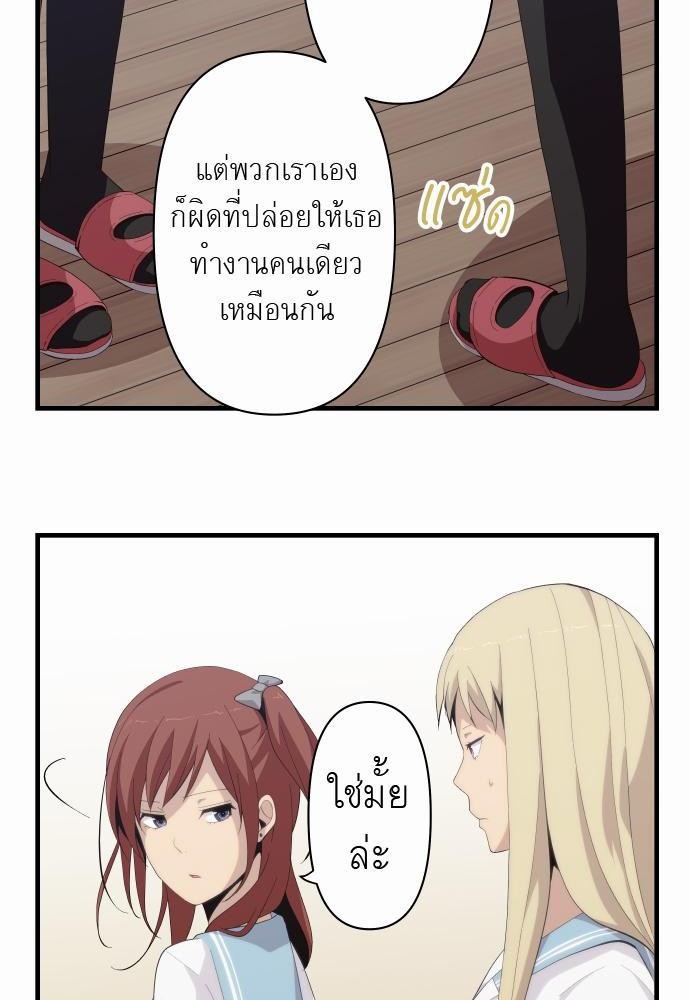 แต่พวกเราเอง
ก็ผิดที่ปล่อยให้เธอ
ทำงานคนเดียว
เหมือนกัน
แซ่ด
ใช่มั้ย
ล่ะ